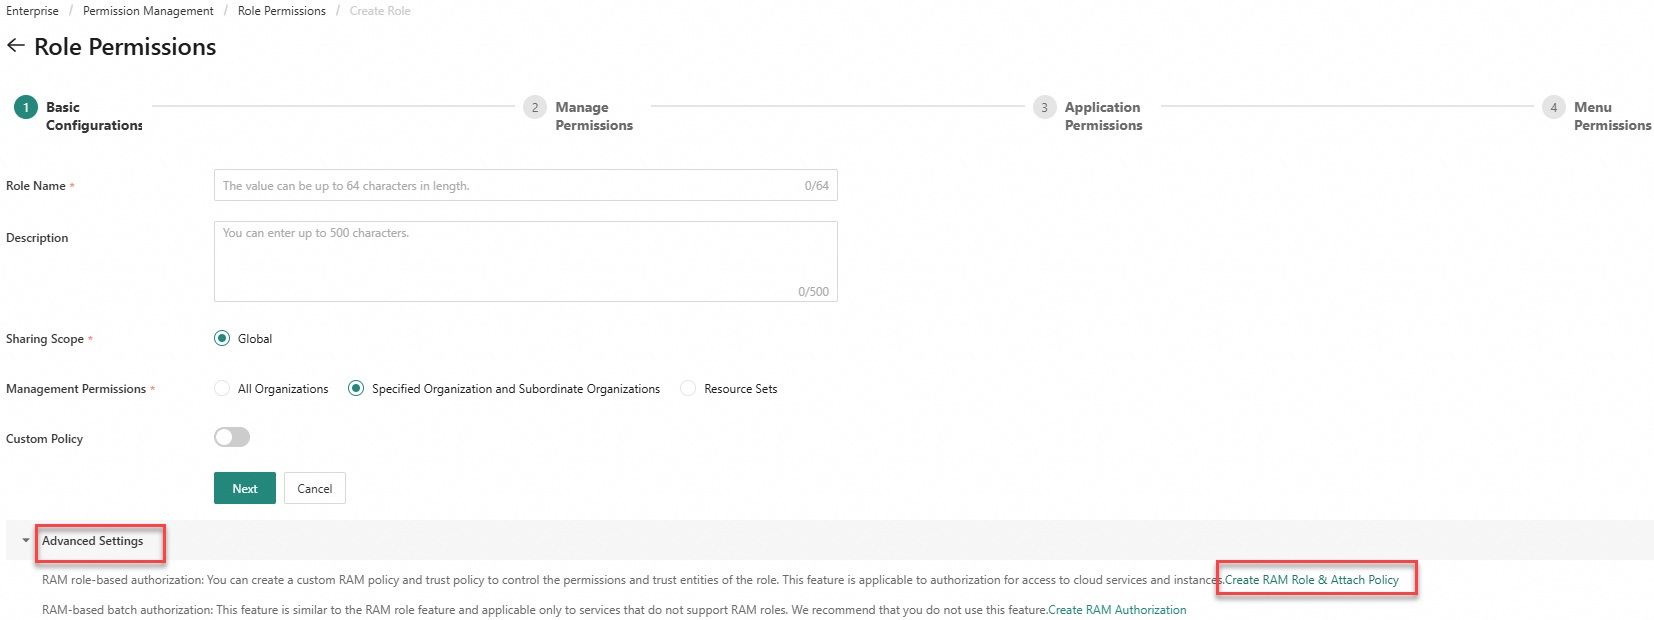 Enterprise / Permission Management / Role Permissions / Create Role
← Role Permissions
1 Basic Configurations
2 Manage Permissions
3 Application Permissions
4 Menu Permissions
Role Name *
The value can be up to 64 characters in length. 0/64
Description
You can enter up to 500 characters.
0/500
Sharing Scope *
Global
Management Permissions *
All Organizations Specified Organization and Subordinate Organizations Resource Sets
Custom Policy
Next Cancel
Advanced Settings
RAM role-based authorization: You can create a custom RAM policy and trust policy to control the permissions and trust entities of the role. This feature is applicable to authorization for access to cloud services and instances.Create RAM Role & Attach Policy
RAM-based batch authorization: This feature is similar to the RAM role feature and applicable only to services that do not support RAM roles. We recommend that you do not use this feature.Create RAM Authorization